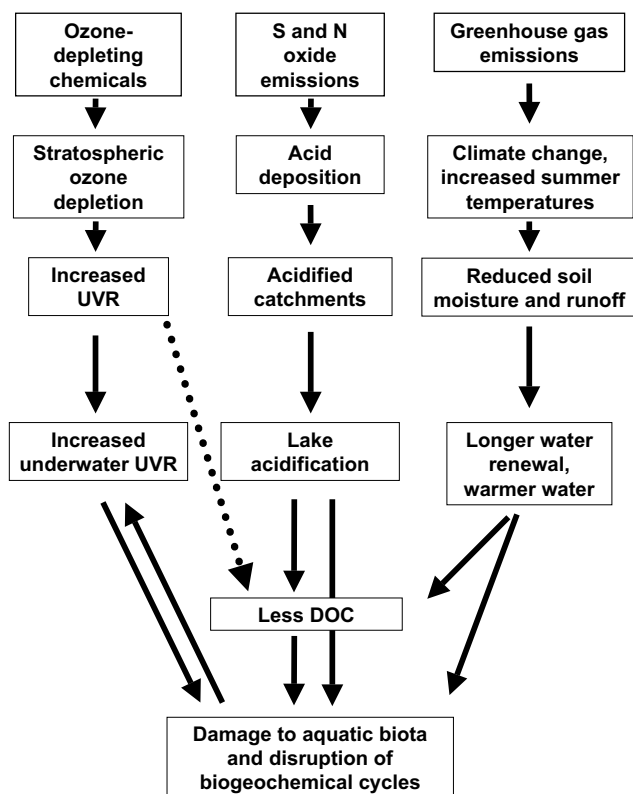 Ozone-
depleting
chemicals
S and N
oxide
emissions
Greenhouse gas
emissions
Stratospheric
ozone
depletion
Acid
deposition
Climate change,
increased summer
temperatures
Increased
UVR
Acidified
catchments
Reduced soil
moisture and runoff
Increased
underwater UVR
Lake
acidification
Longer water
renewal,
warmer water
Less DOC
Damage to aquatic biota
and disruption of
biogeochemical cycles